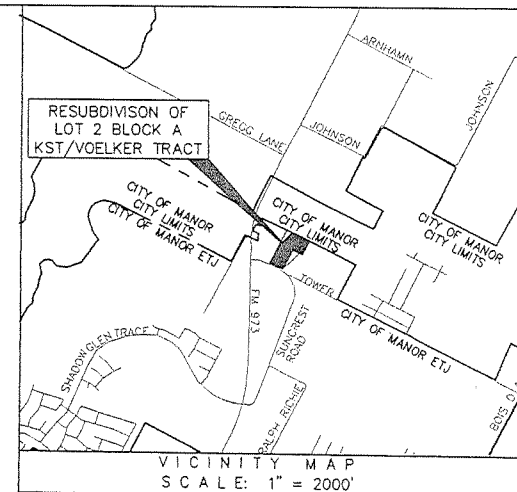 ARNHAMN
JOHNSON
GREGG LANE
JOHNSON
RESUBDIVISON OF
LOT 2 BLOCK A
KST/VOELKER TRACT
CITY OF MANOR
CITY LIMITS
CITY OF MANOR ETJ
CITY OF MANOR
CITY LIMITS
CITY OF MANOR
CITY LIMITS
TOWER
CITY OF MANOR ETJ
FM 973
SUNCREST
ROAD
SHADOWGLEN TRACE
RALPH RICHIE
BOIS D
VICINITY MAP
SCALE: 1" = 2000'